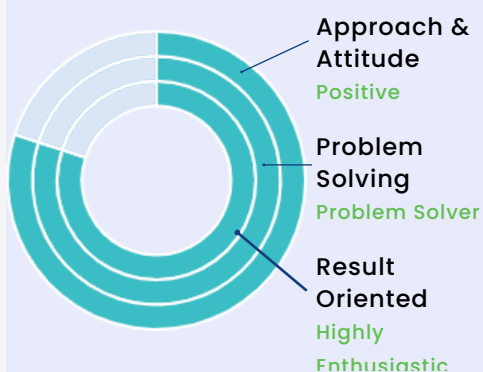 Approach &
Attitude
Positive
Problem
Solving
Problem Solver
Result
Oriented
Highly
Enthusiastic